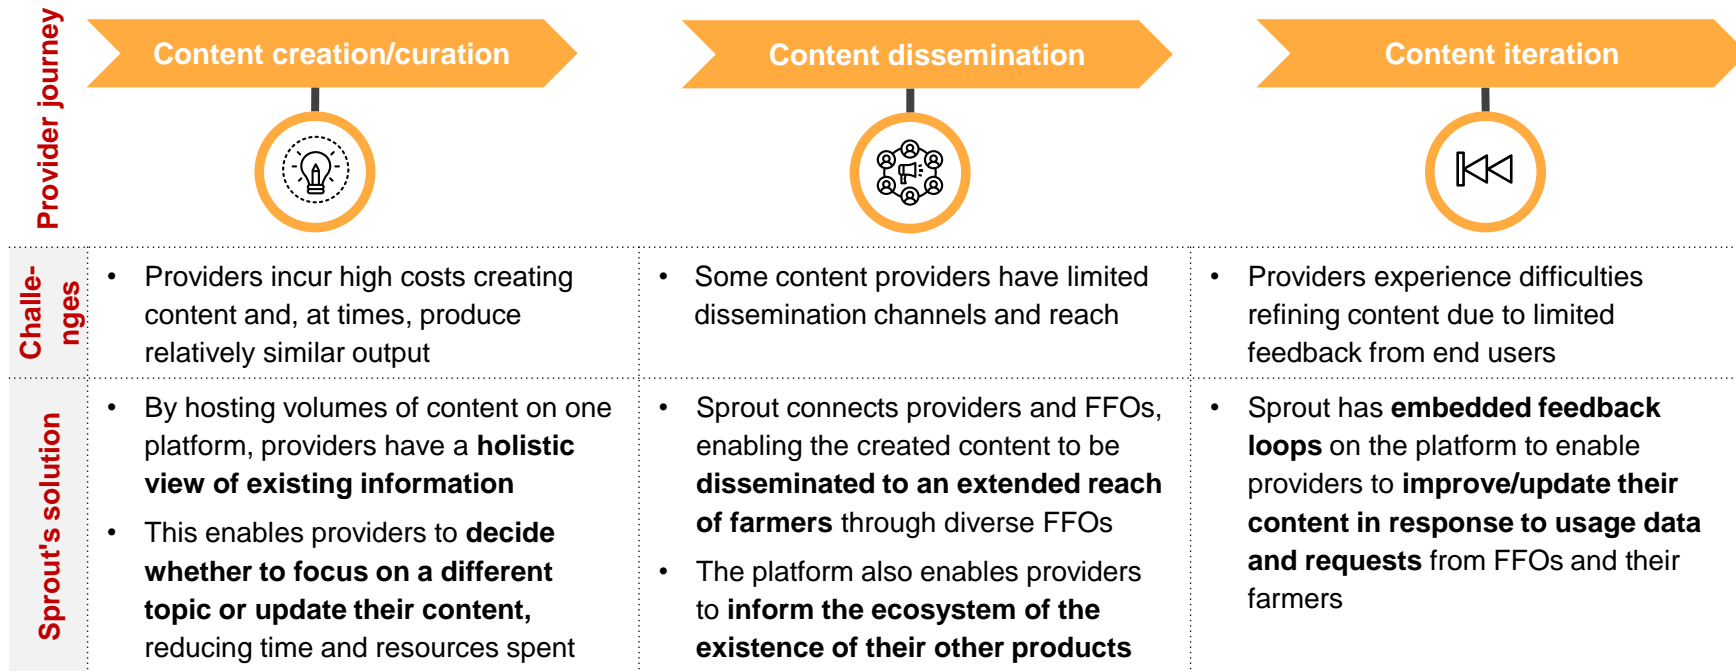 Provider journey
Content creation/curation
Content dissemination
Content iteration
Challe-
nges
• Providers incur high costs creating
content and, at times, produce
relatively similar output
• Some content providers have limited
dissemination channels and reach
• Providers experience difficulties
refining content due to limited
feedback from end users
Sprout's solution
• By hosting volumes of content on one
platform, providers have a holistic
view of existing information
• This enables providers to decide
whether to focus on a different
topic or update their content,
reducing time and resources spent
• Sprout connects providers and FFOs,
enabling the created content to be
disseminated to an extended reach
of farmers through diverse FFOs
• The platform also enables providers
to inform the ecosystem of the
existence of their other products
• Sprout has embedded feedback
loops on the platform to enable
providers to improve/update their
content in response to usage data
and requests from FFOs and their
farmers